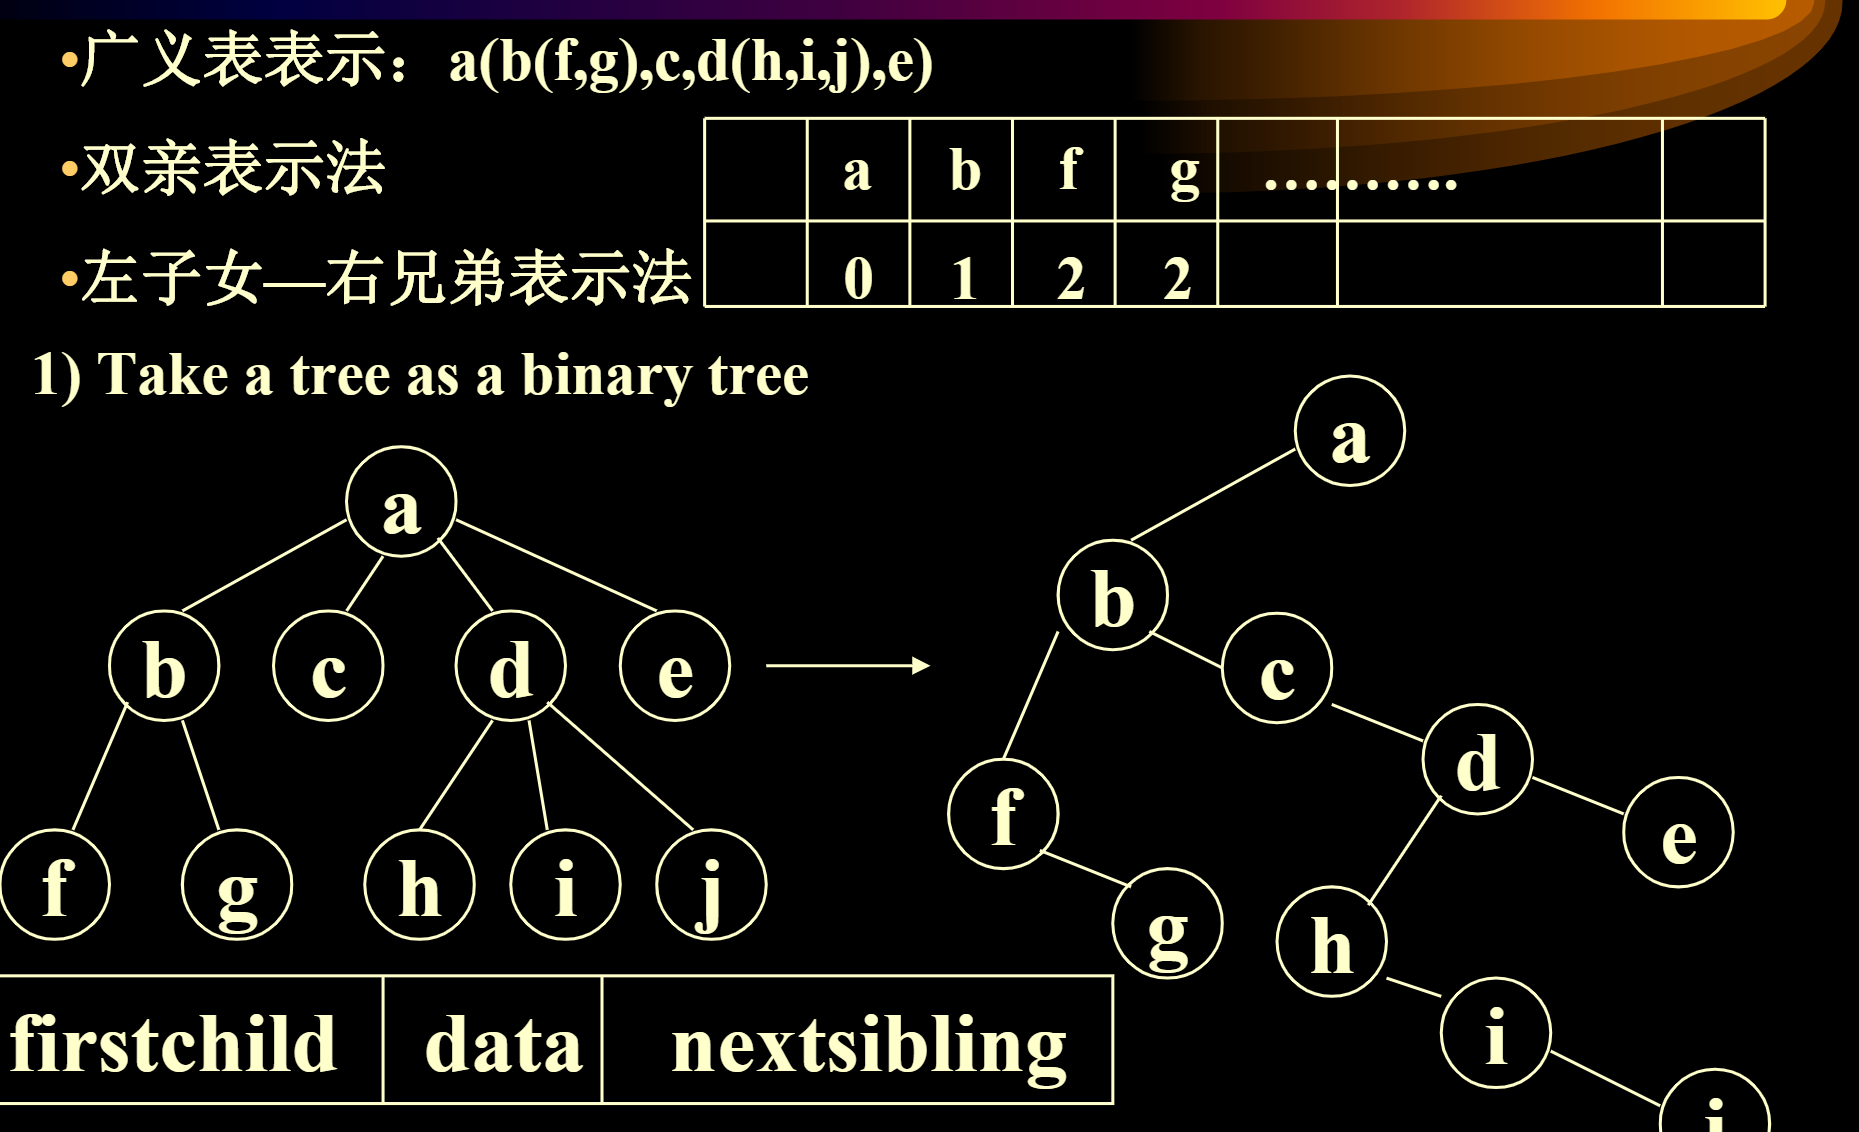 •广义表表示： a(b(f,g),c,d(h,i,j),e)
•双亲表示法
a b f g ..........
•左子女—右兄弟表示法
0 1 2 2
1) Take a tree as a binary tree
a
b c d e
f g h i j
a
b
c
d
e
f
g
h
i
j
firstchild data nextsibling